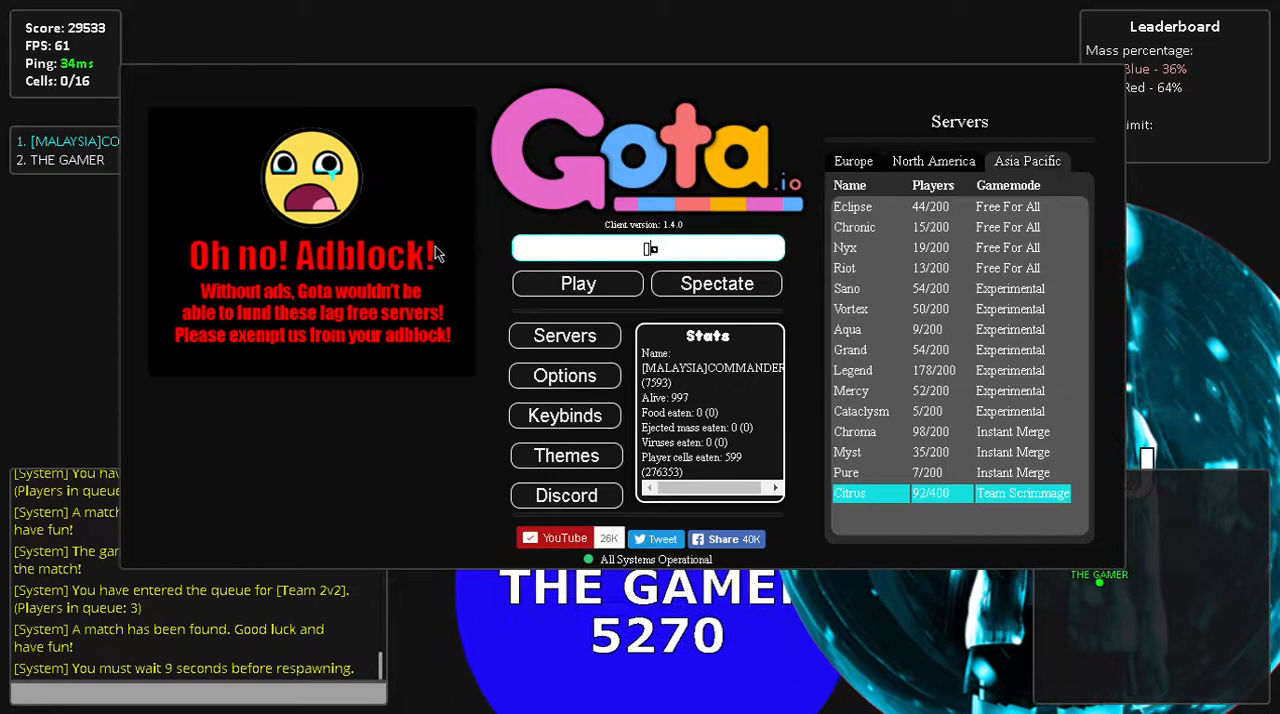 Score: 29533
FPS: 61
Ping: 34ms
Cells: 0/16
1. [MALAYSIA]CO
2. THE GAMER
Oh no! Adblock!
Without ads, Gota wouldn't be
able to fund these lag free servers!
Please exempt us from your adblock!
Gota.io
Client version: 1.4.0
Play
Spectate
Servers
Options
Keybinds
Themes
Discord
Stats
Name:
[MALAYSIA]COMMANDER
(7593)
Alive: 997
Food eaten: 0 (0)
Ejected mass eaten: 0 (0)
Viruses eaten: 0 (0)
Player cells eaten: 599
(276353)
YouTube 26K
Tweet
Share 40K
All Systems Operational
Servers
Europe North America Asia Pacific
Name Players Gamemode
Eclipse 44/200 Free For All
Chronic 15/200 Free For All
Nyx 19/200 Free For All
Riot 13/200 Free For All
Sano 54/200 Experimental
Vortex 50/200 Experimental
Aqua 9/200 Experimental
Grand 54/200 Experimental
Legend 178/200 Experimental
Mercy 52/200 Experimental
Cataclysm 5/200 Experimental
Chroma 98/200 Instant Merge
Myst 35/200 Instant Merge
Pure 7/200 Instant Merge
Citrus 92/400 Team Scrimmage
Leaderboard
Mass percentage:
Blue - 36%
Red - 64%
imit:
[System] You hav
(Players in queue
[System] A match
have fun!
[System] The gam
the match!
[System] You have entered the queue for [Team 2v2].
(Players in queue: 3)
[System] A match has been found. Good luck and
have fun!
[System] You must wait 9 seconds before respawning.
THE GAMER
5270
THE GAMER